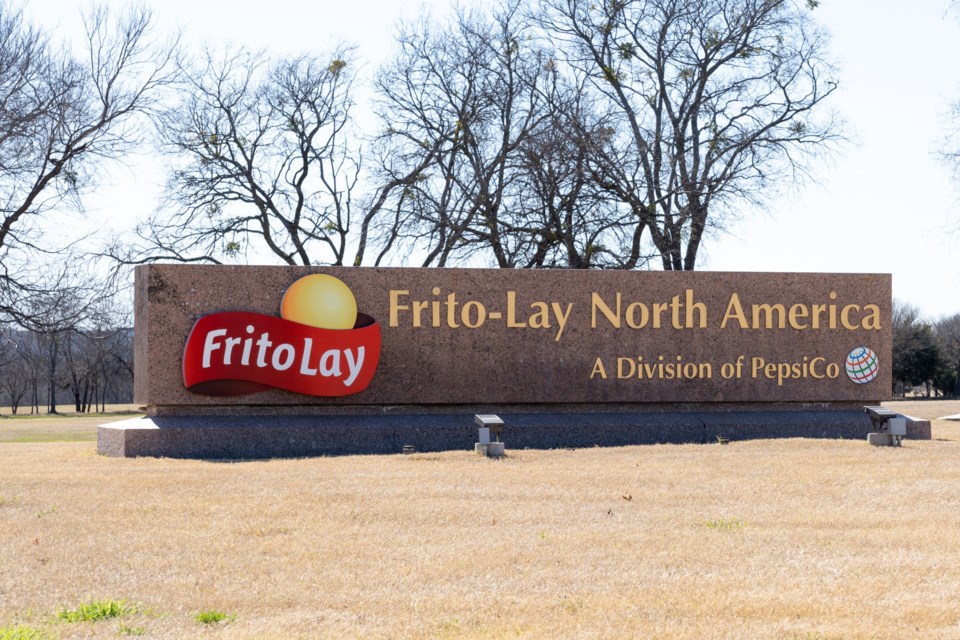 FritoLay
Frito-Lay North America
A Division of PepsiCo